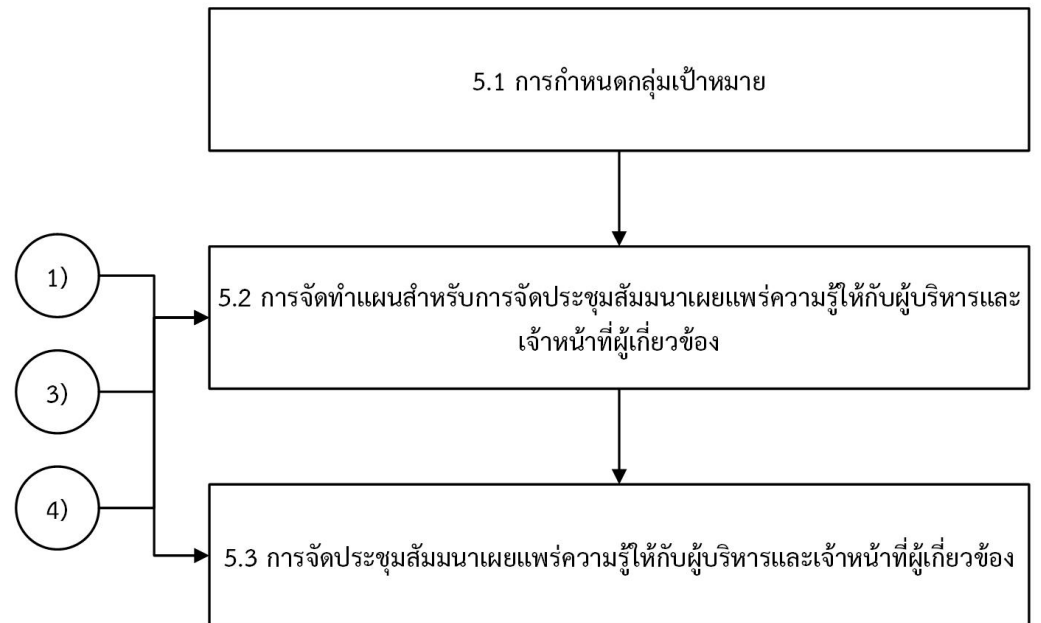 5.1 การกำหนดกลุ่มเป้าหมาย
1)
5.2 การจัดทำแผนสำหรับการจัดประชุมสัมมนาเผยแพร่ความรู้ให้กับผู้บริหารและ
เจ้าหน้าที่ผู้เกี่ยวข้อง
3)
4)
5.3 การจัดประชุมสัมมนาเผยแพร่ความรู้ให้กับผู้บริหารและเจ้าหน้าที่ผู้เกี่ยวข้อง